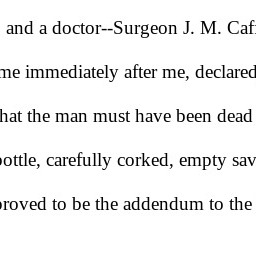 and a doctor--Surgeon J. M. Caf
me immediately after me, declared
hat the man must have been dead
bottle, carefully corked, empty sav
proved to be the addendum to the